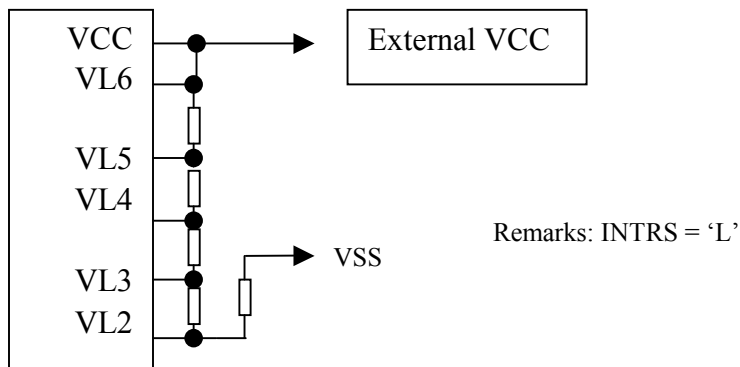 VCC
External VCC
VL6
VL5
VL4
Remarks: INTRS = ‘L’
VSS
VL3
VL2